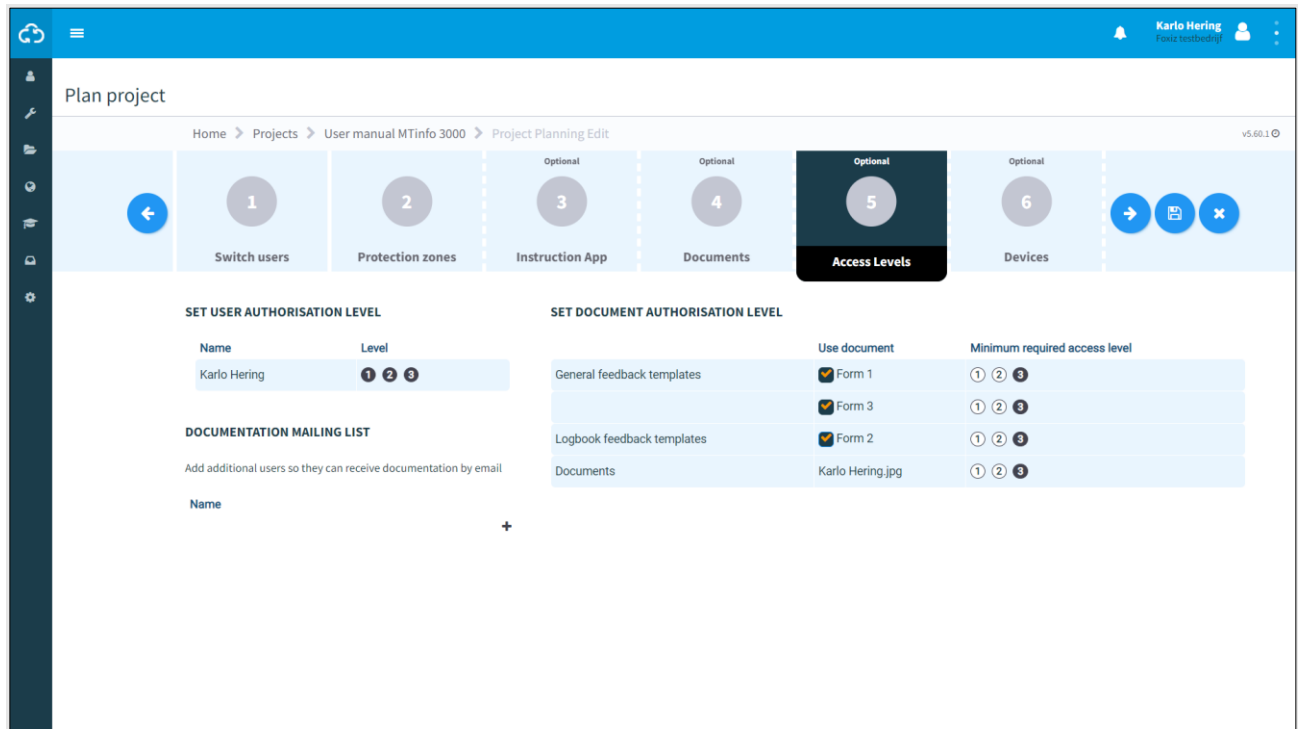 Karlo Hering
Foxiz testbedrijf
Plan project
Home Projects User manual MTinfo 3000 Project Planning Edit v5.60.1
1
Switch users
2
Protection zones
Optional
3
Instruction App
Optional
4
Documents
Optional
5
Access Levels
Optional
6
Devices
SET USER AUTHORISATION LEVEL
Name Level
Karlo Hering 1 2 3
DOCUMENTATION MAILING LIST
Add additional users so they can receive documentation by email
Name
SET DOCUMENT AUTHORISATION LEVEL
Use document Minimum required access level
General feedback templates Form 1 1 2 3
Form 3 1 2 3
Logbook feedback templates Form 2 1 2 3
Documents Karlo Hering.jpg 1 2 3